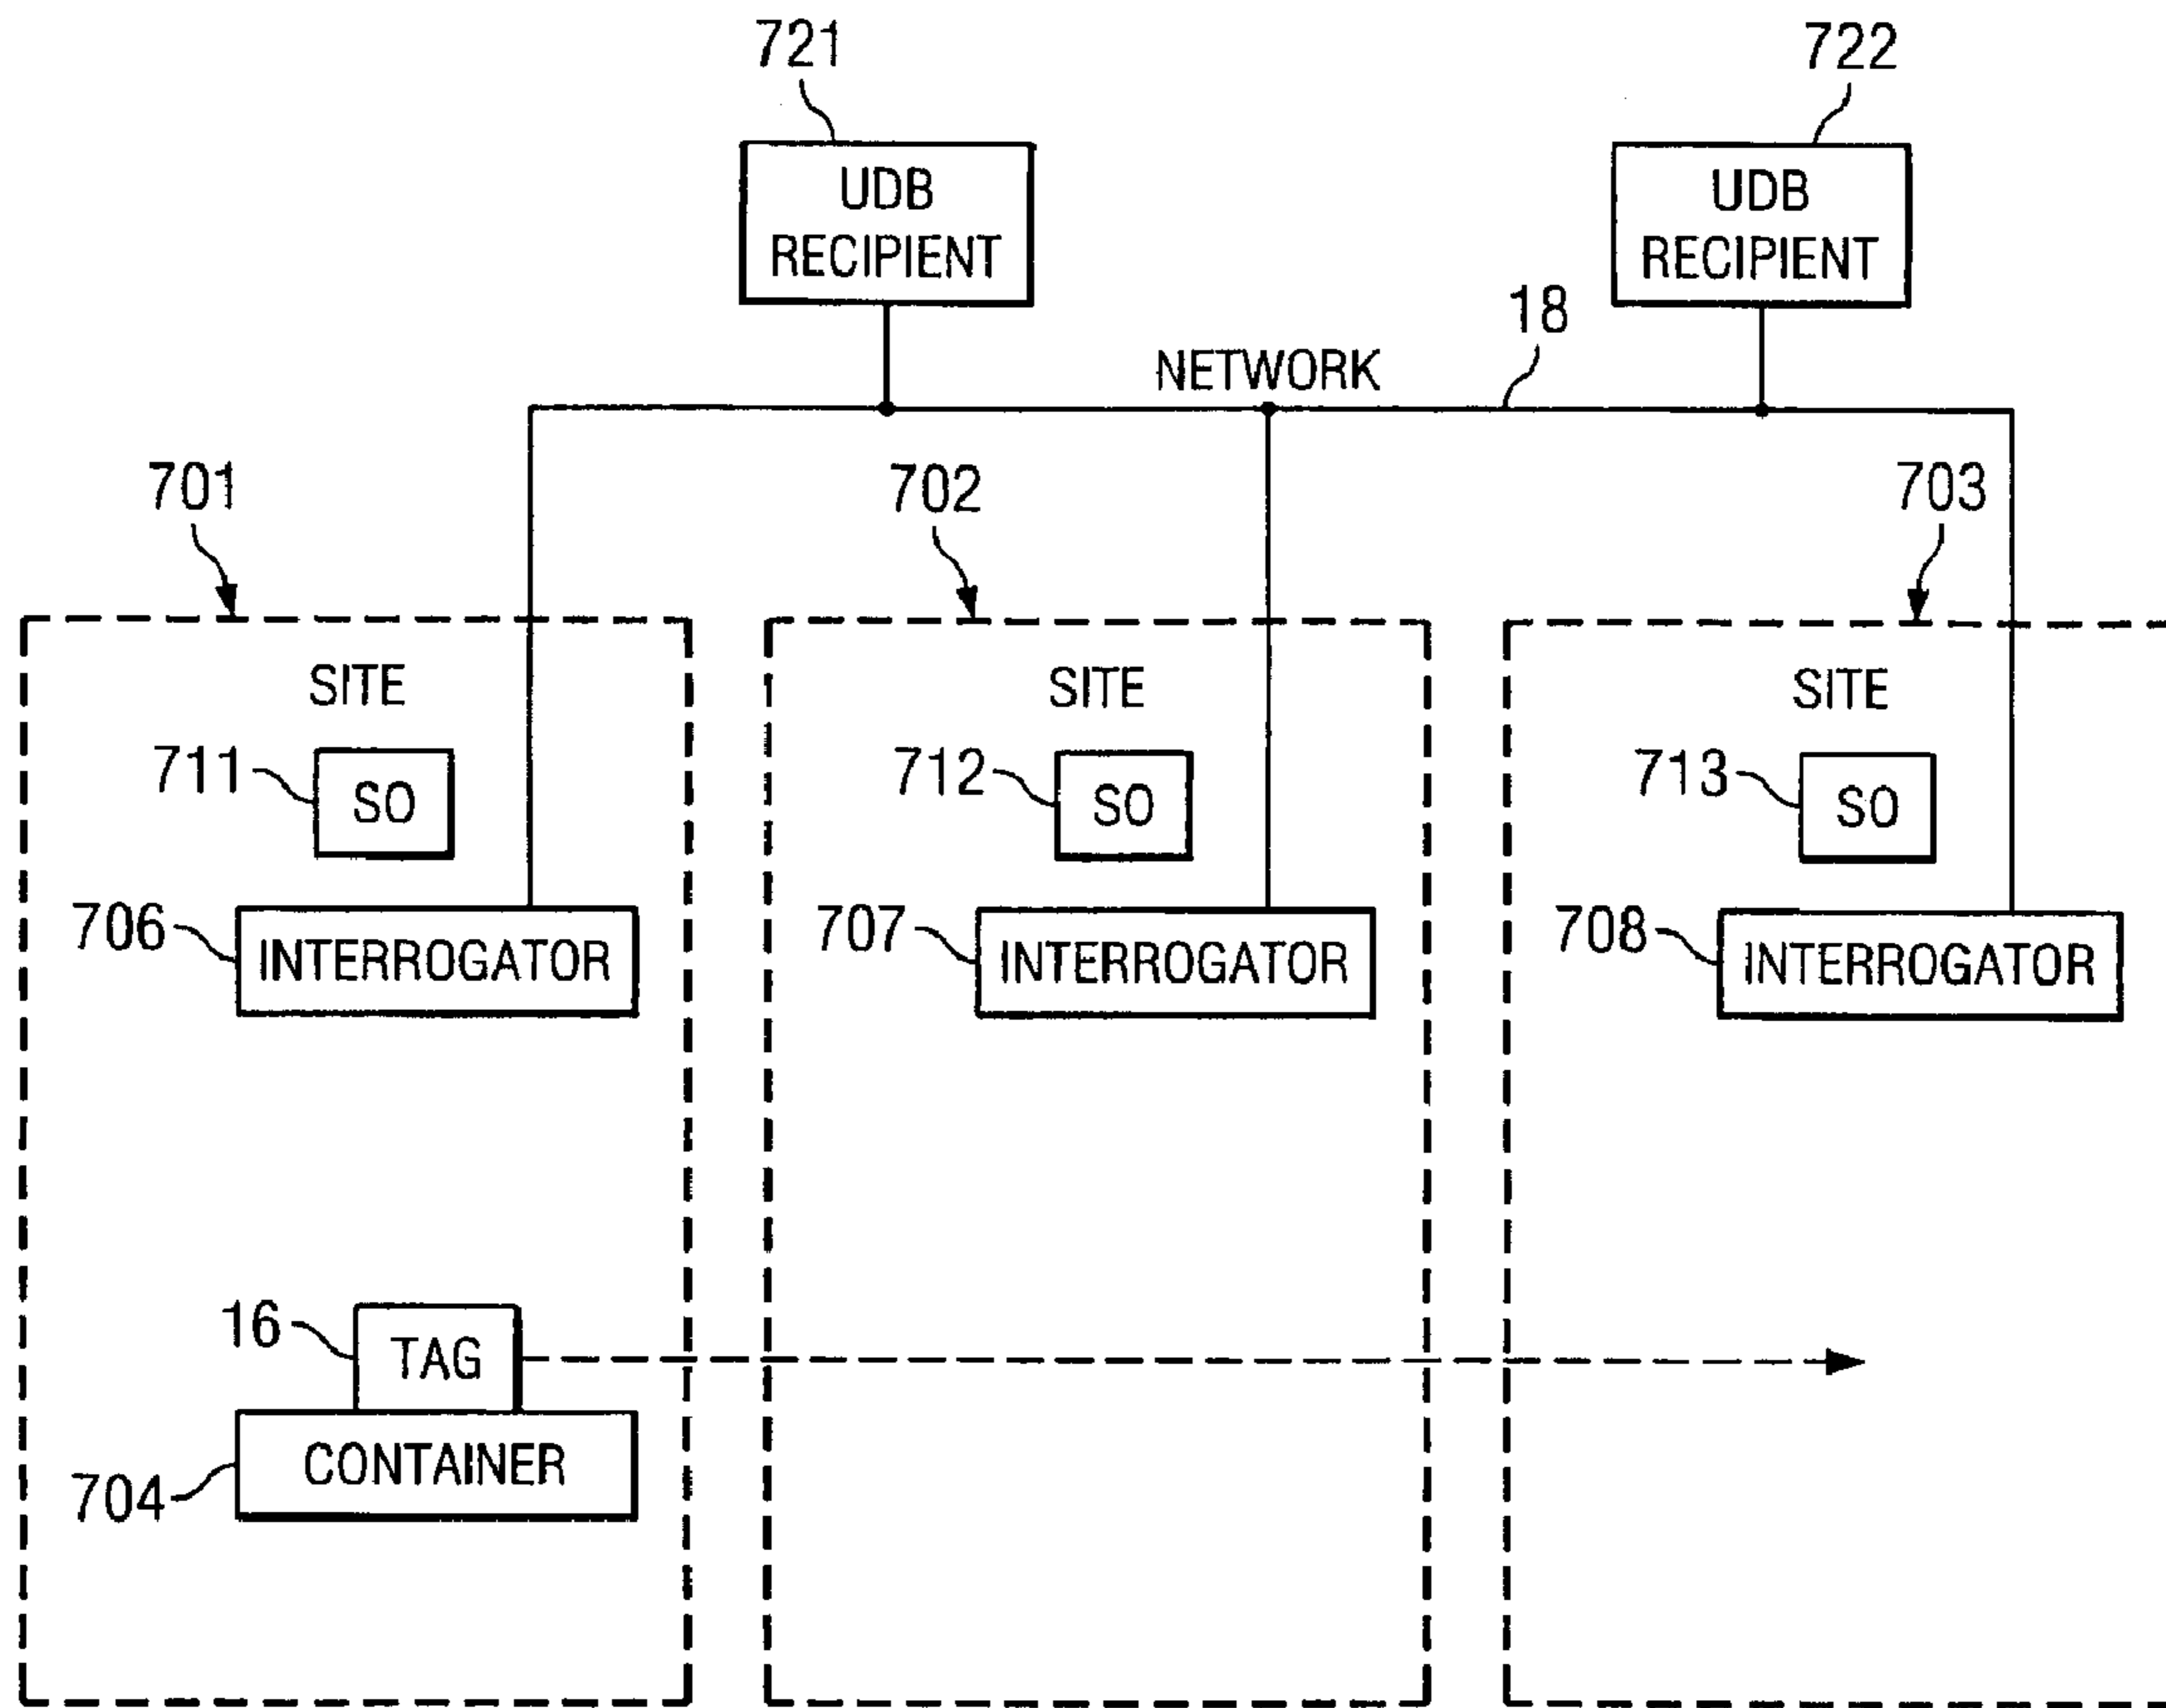 721
722
UDB
RECIPIENT
UDB
RECIPIENT
18
NETWORK
701
702
703
SITE
SITE
SITE
711
SO
712
SO
713
SO
706
INTERROGATOR
707
INTERROGATOR
708
INTERROGATOR
16
TAG
CONTAINER
704